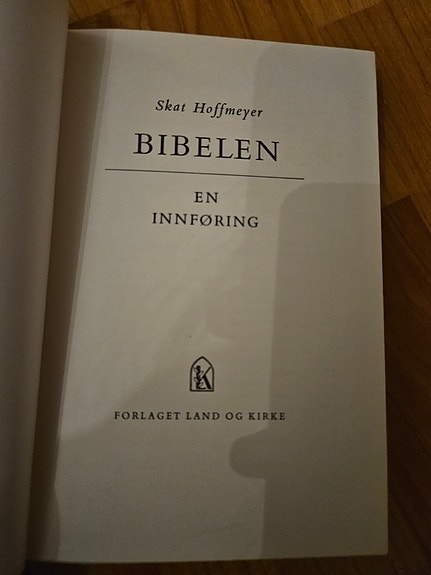 Skat Hoffmeyer
BIBELEN
EN
INNFØRING
FORLAGET LAND OG KIRKE